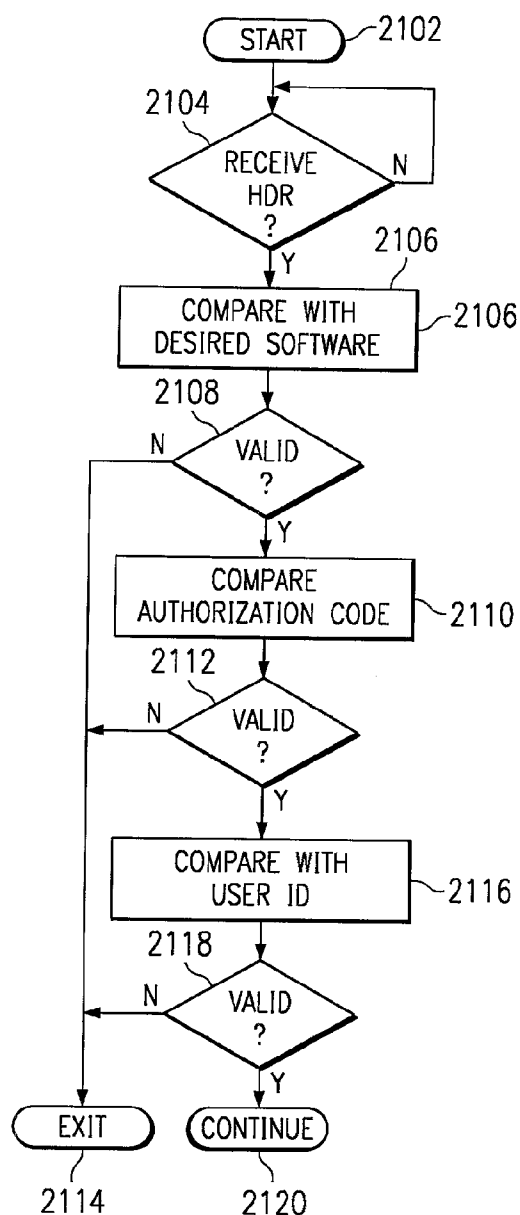 START
2102
2104
RECEIVE
HDR
?
N
Y
2106
COMPARE WITH
DESIRED SOFTWARE
2106
2108
N
VALID
?
Y
COMPARE
AUTHORIZATION CODE
2110
2112
N
VALID
?
Y
COMPARE WITH
USER ID
2116
2118
N
VALID
?
Y
EXIT
CONTINUE
2114
2120